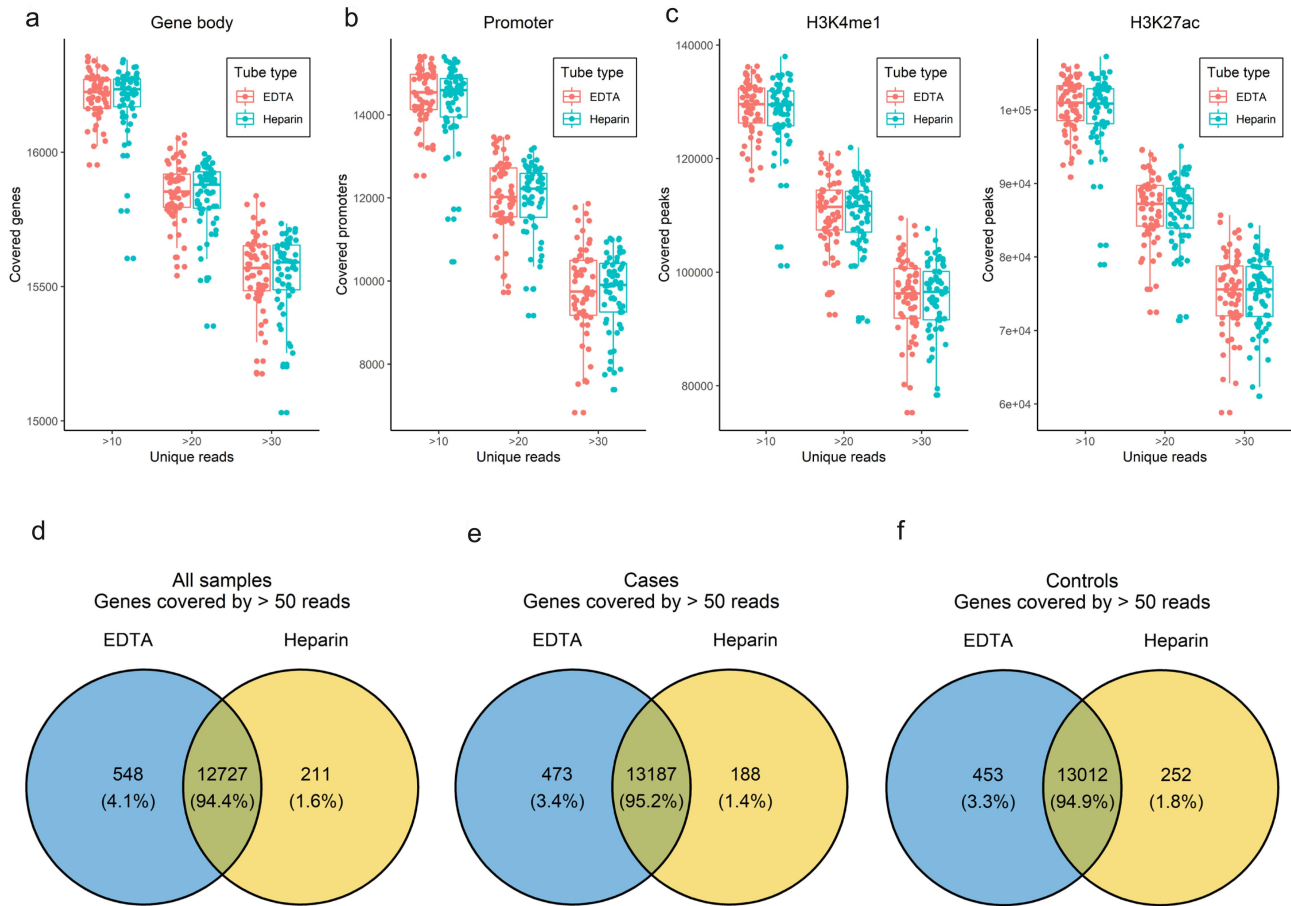 a
Gene body
Covered genes
16000
15500
15000
>10
>20
>30
Unique reads
Tube type
EDTA
Heparin
b
Promoter
Covered promoters
14000
12000
10000
8000
>10
>20
>30
Unique reads
Tube type
EDTA
Heparin
c
H3K4me1
Covered peaks
140000
120000
100000
80000
>10
>20
>30
Unique reads
Tube type
EDTA
Heparin
H3K27ac
Covered peaks
1e+05
9e+04
8e+04
7e+04
6e+04
>10
>20
>30
Unique reads
Tube type
EDTA
Heparin
d
All samples
Genes covered by > 50 reads
EDTA
Heparin
548
(4.1%)
12727
(94.4%)
211
(1.6%)
e
Cases
Genes covered by > 50 reads
EDTA
Heparin
473
(3.4%)
13187
(95.2%)
188
(1.4%)
f
Controls
Genes covered by > 50 reads
EDTA
Heparin
453
(3.3%)
13012
(94.9%)
252
(1.8%)